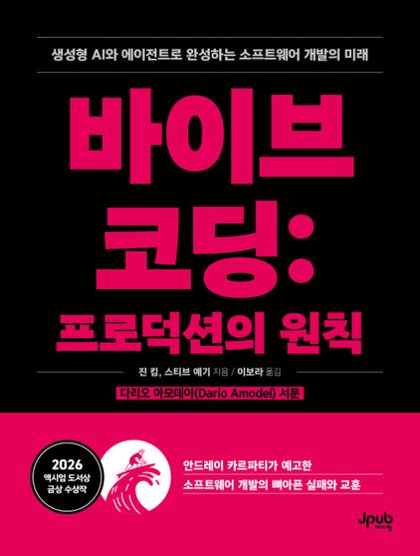 생성형 AI와 에이전트로 완성하는 소프트웨어 개발의 미래
바이브
코딩:
프로덕션의 원칙
진 킴, 스티브 예기 지음 / 이보라 옮김
다리오 아모데이(Dario Amodei) 서문
2026
액시엄 도서상
금상 수상작
안드레이 카르파티가 예고한
소프트웨어 개발의 뼈아픈 실패와 교훈
Jpub
제이펍